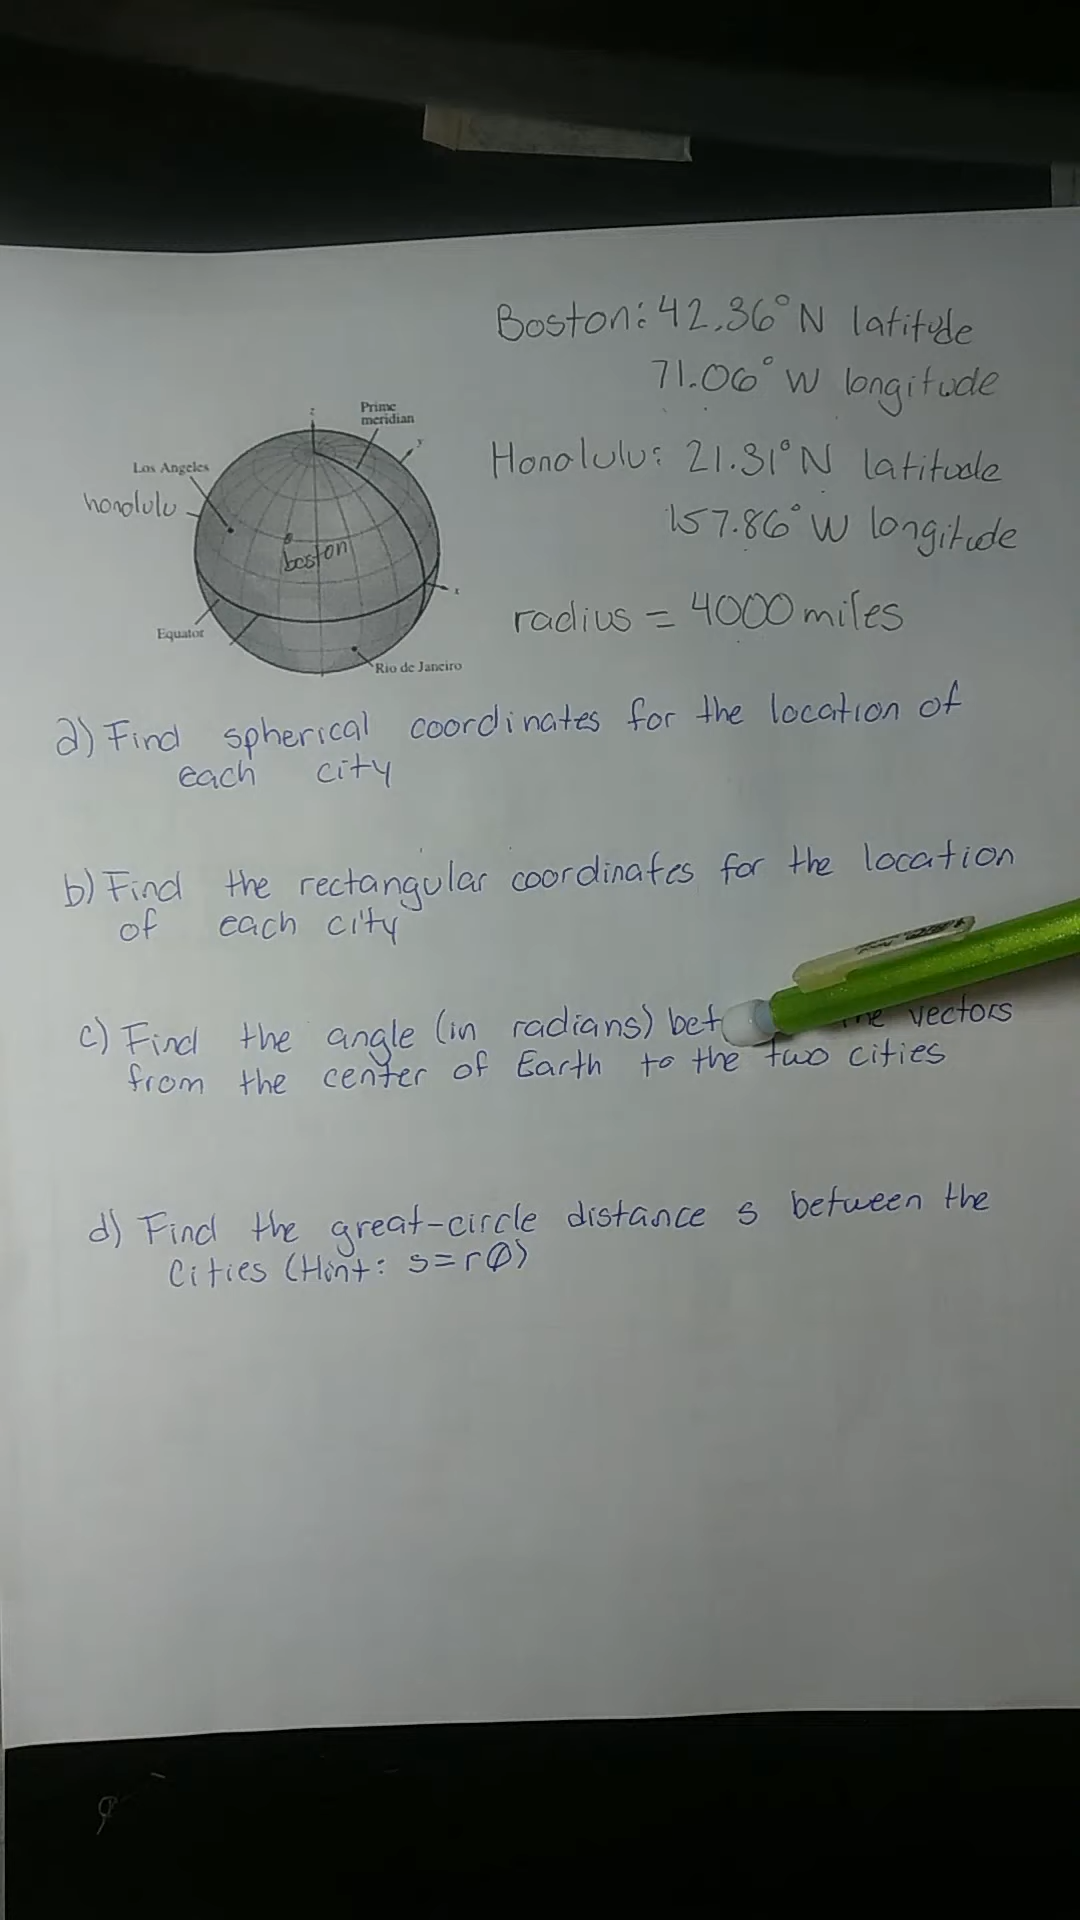 Boston: 42.36° N latitude
71.06° W longitude
Prime
meridian
z
y
Los Angeles
honolulu
Honolulu: 21.31° N latitude
157.86° W longitude
boston
x
radius = 4000 miles
Equator
Rio de Janeiro
a) Find spherical coordinates for the location of
each city
b) Find the rectangular coordinates for the location
of each city
c) Find the angle (in radians) bet the vectors
from the center of Earth to the two cities
d) Find the great-circle distance s between the
Cities (Hint: s=rØ)